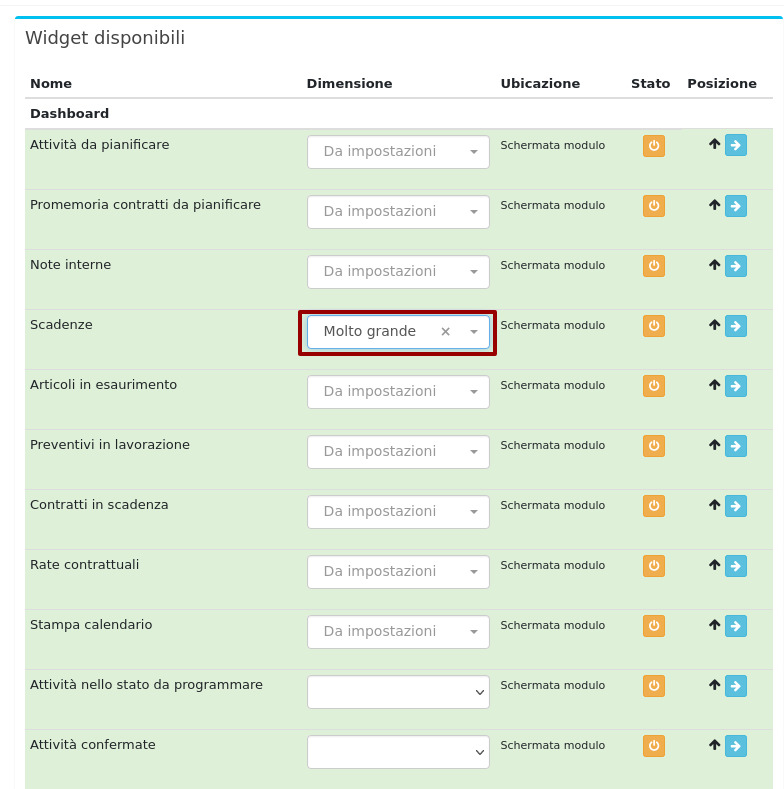 Widget disponibili
Nome Dimensione Ubicazione Stato Posizione
Dashboard
Attività da pianificare Da impostazioni Schermata modulo
Promemoria contratti da pianificare Da impostazioni Schermata modulo
Note interne Da impostazioni Schermata modulo
Scadenze Molto grande × Schermata modulo
Articoli in esaurimento Da impostazioni Schermata modulo
Preventivi in lavorazione Da impostazioni Schermata modulo
Contratti in scadenza Da impostazioni Schermata modulo
Rate contrattuali Da impostazioni Schermata modulo
Stampa calendario Da impostazioni Schermata modulo
Attività nello stato da programmare Schermata modulo
Attività confermate Schermata modulo